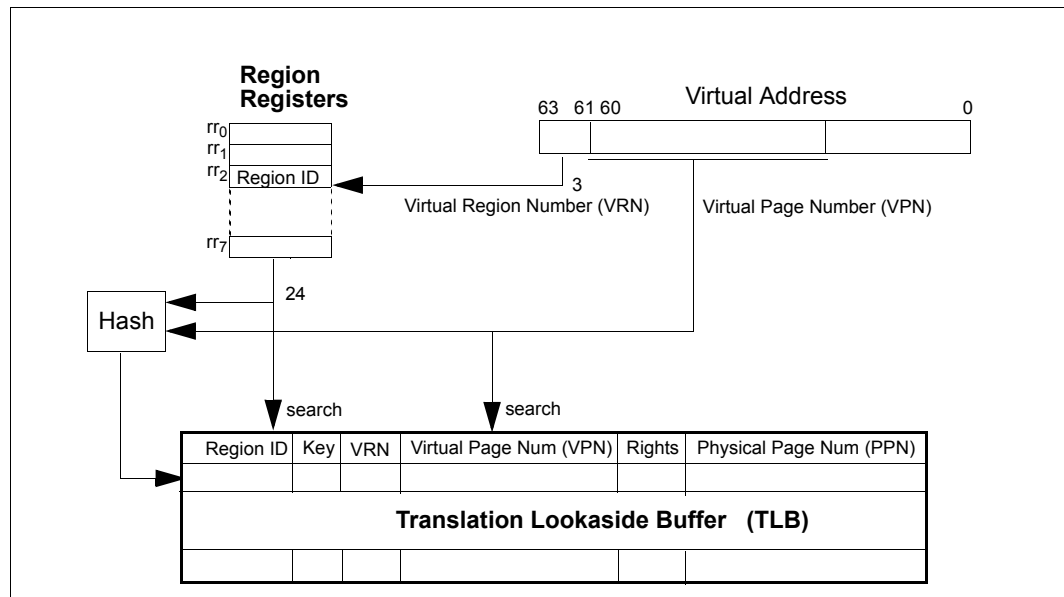 Region
Registers
Virtual Address
63 61 60 0
rr0
rr1
rr2 Region ID
rr7
3
Virtual Region Number (VRN)
Virtual Page Number (VPN)
24
Hash
search
search
Region ID Key VRN Virtual Page Num (VPN) Rights Physical Page Num (PPN)
Translation Lookaside Buffer (TLB)